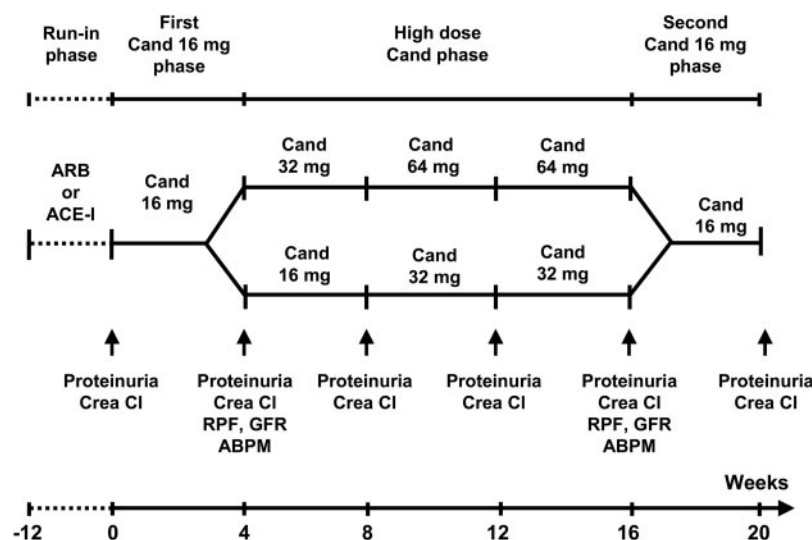 Run-in
phase
First
Cand 16 mg
phase
High dose
Cand phase
Second
Cand 16 mg
phase
ARB
or
ACE-I
Cand
16 mg
Cand
32 mg
Cand
64 mg
Cand
64 mg
Cand
16 mg
Cand
32 mg
Cand
32 mg
Cand
16 mg
Proteinuria
Crea Cl
Proteinuria
Crea Cl
RPF, GFR
ABPM
Proteinuria
Crea Cl
Proteinuria
Crea Cl
Proteinuria
Crea Cl
RPF, GFR
ABPM
Proteinuria
Crea Cl
Weeks
-12 0 4 8 12 16 20